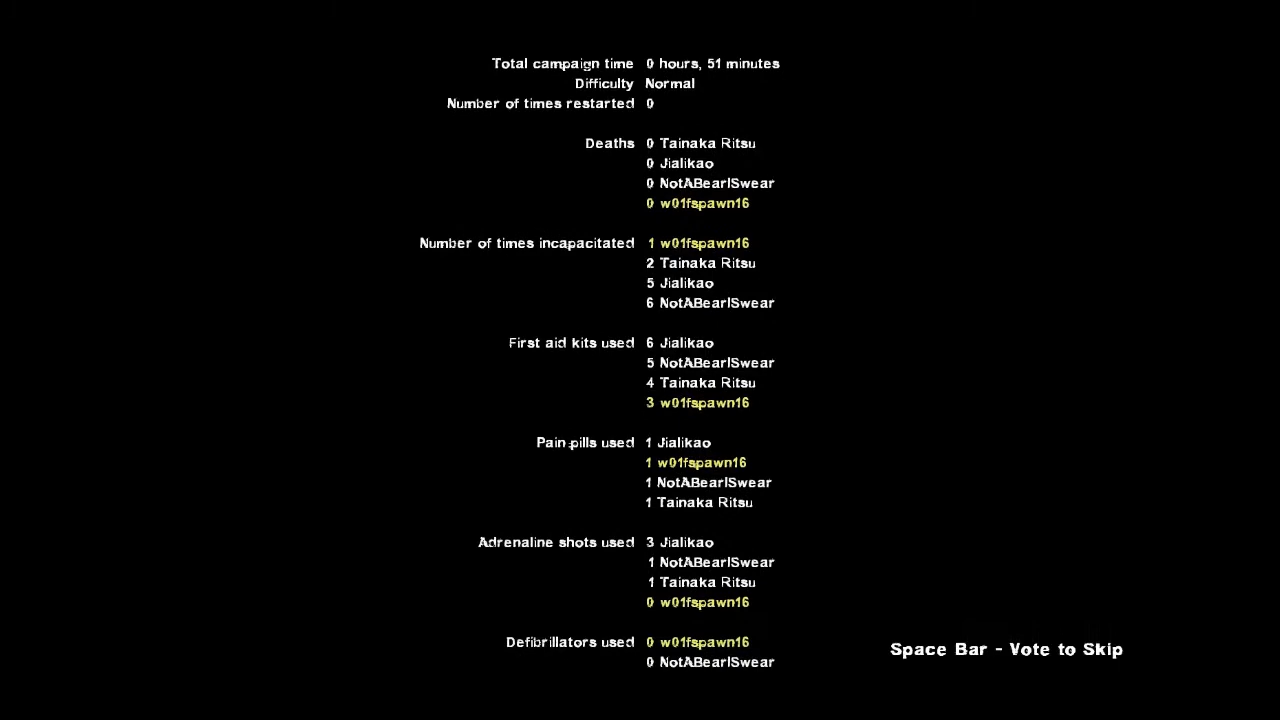 Total campaign time 0 hours, 51 minutes
Difficulty Normal
Number of times restarted 0
Deaths 0 Tainaka Ritsu
0 Jialikao
0 NotABearISwear
0 w01fspawn16
Number of times incapacitated 1 w01fspawn16
2 Tainaka Ritsu
5 Jialikao
6 NotABearISwear
First aid kits used 6 Jialikao
5 NotABearISwear
4 Tainaka Ritsu
3 w01fspawn16
Pain pills used 1 Jialikao
1 w01fspawn16
1 NotABearISwear
1 Tainaka Ritsu
Adrenaline shots used 3 Jialikao
1 NotABearISwear
1 Tainaka Ritsu
0 w01fspawn16
Defibrillators used 0 w01fspawn16
0 NotABearISwear
Space Bar - Vote to Skip